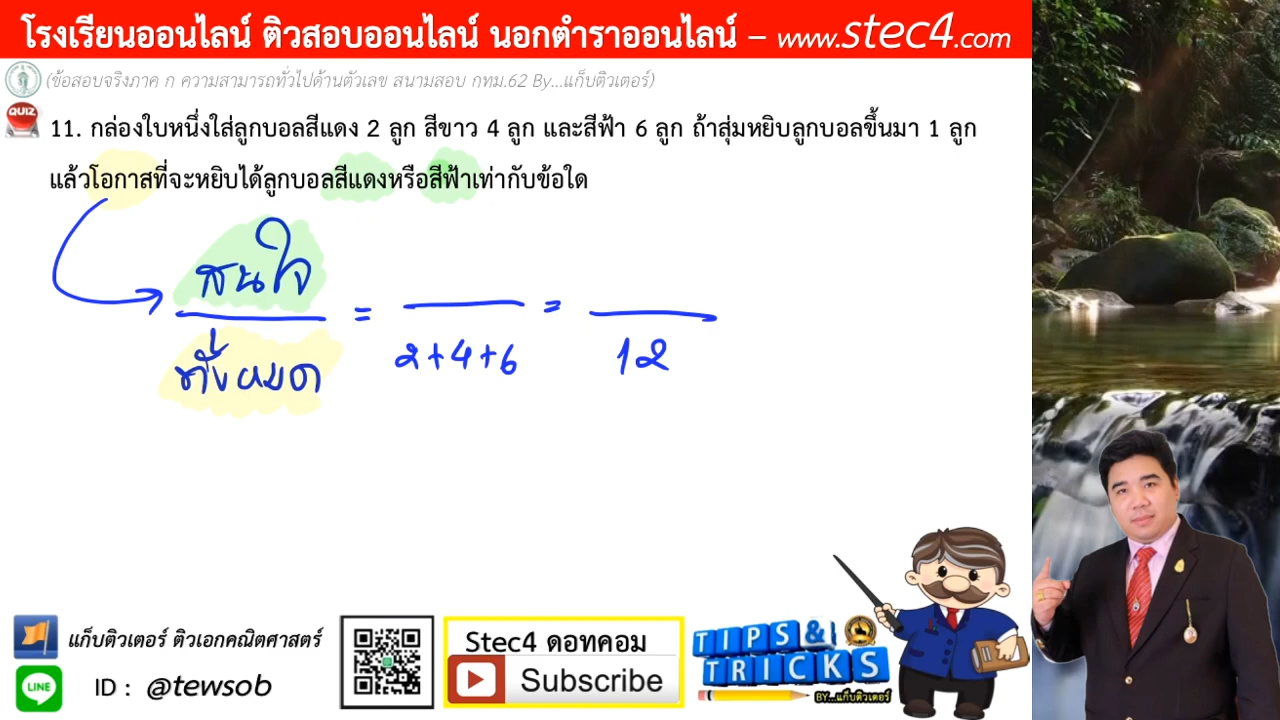 โรงเรียนออนไลน์ ติวสอบออนไลน์ นอกตำราออนไลน์ – www.stec4.com
(ข้อสอบจริงภาค ก ความสามารถทั่วไปด้านตัวเลข สนามสอบ กทม.62 By...แก็บติวเตอร์)
QUIZ
11. กล่องใบหนึ่งใส่ลูกบอลสีแดง 2 ลูก สีขาว 4 ลูก และสีฟ้า 6 ลูก ถ้าสุ่มหยิบลูกบอลขึ้นมา 1 ลูก
แล้วโอกาสที่จะหยิบได้ลูกบอลสีแดงหรือสีฟ้าเท่ากับข้อใด
สนใจ
= =
ทั้งหมด 2+4+6 12
แก็บติวเตอร์ ติวเอกคณิตศาสตร์
LINE
ID : @tewsob
Stec4 ดอทคอม
Subscribe
TIPS &
TRICKS
BY...แก็บติวเตอร์